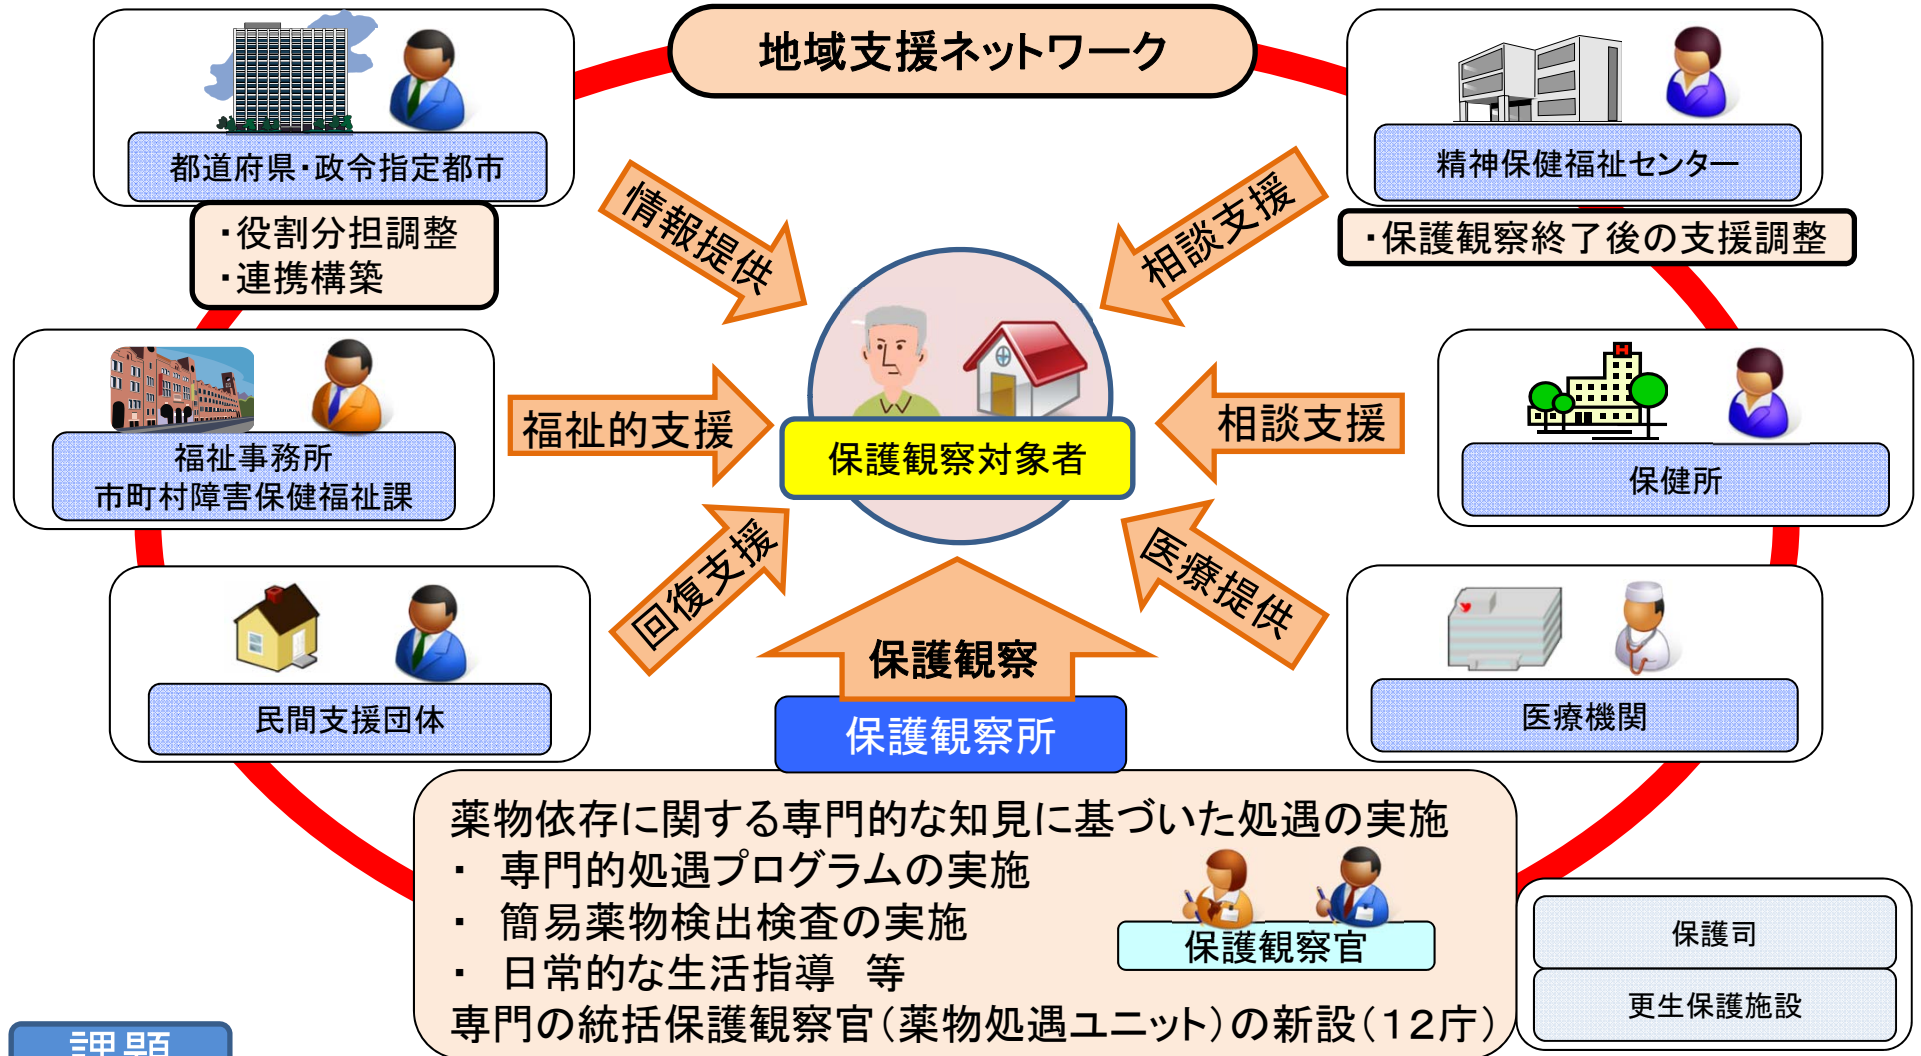 地域支援ネットワーク
都道府県・政令指定都市
・役割分担調整
・連携構築
精神保健福祉センター
・保護観察終了後の支援調整
情報提供
相談支援
福祉事務所
市町村障害保健福祉課
福祉的支援
保護観察対象者
相談支援
保健所
民間支援団体
回復支援
医療提供
医療機関
保護観察
保護観察所
薬物依存に関する専門的な知見に基づいた処遇の実施
・ 専門的処遇プログラムの実施
・ 簡易薬物検出検査の実施
・ 日常的な生活指導 等
専門の統括保護観察官(薬物処遇ユニット)の新設(12庁)
保護観察官
保護司
更生保護施設
課題